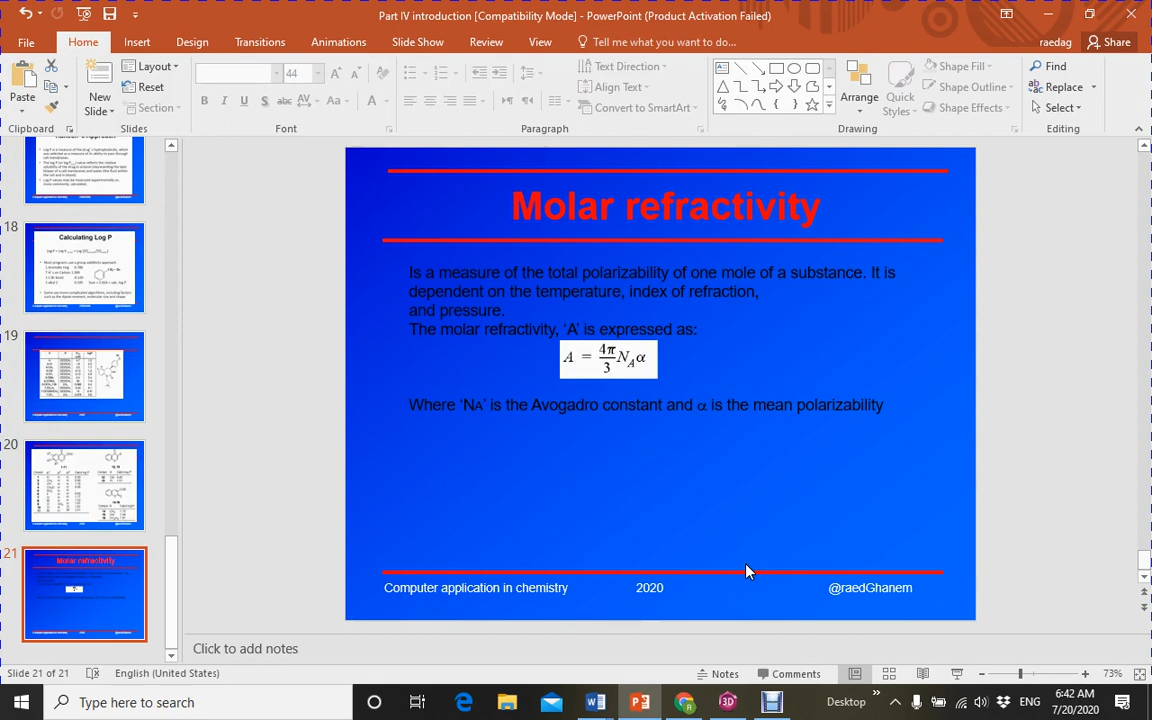 Part IV introduction [Compatibility Mode] - PowerPoint (Product Activation Failed)
File Home Insert Design Transitions Animations Slide Show Review View Tell me what you want to do... raedag Share
Paste New Slide Layout Reset Section 44 Text Direction Align Text Convert to SmartArt Arrange Quick Styles Shape Fill Shape Outline Shape Effects Find Replace Select
Clipboard Slides Font Paragraph Drawing Editing
18
Calculating Log P
19
20
21
Molar refractivity
Molar refractivity
Is a measure of the total polarizability of one mole of a substance. It is
dependent on the temperature, index of refraction,
and pressure.
The molar refractivity, ‘A’ is expressed as:
A = 4π/3 N_A α
Where ‘NA’ is the Avogadro constant and α is the mean polarizability
Computer application in chemistry 2020 @raedGhanem
Click to add notes
Slide 21 of 21 English (United States) Notes Comments 73%
Type here to search Desktop ENG 6:42 AM
7/20/2020